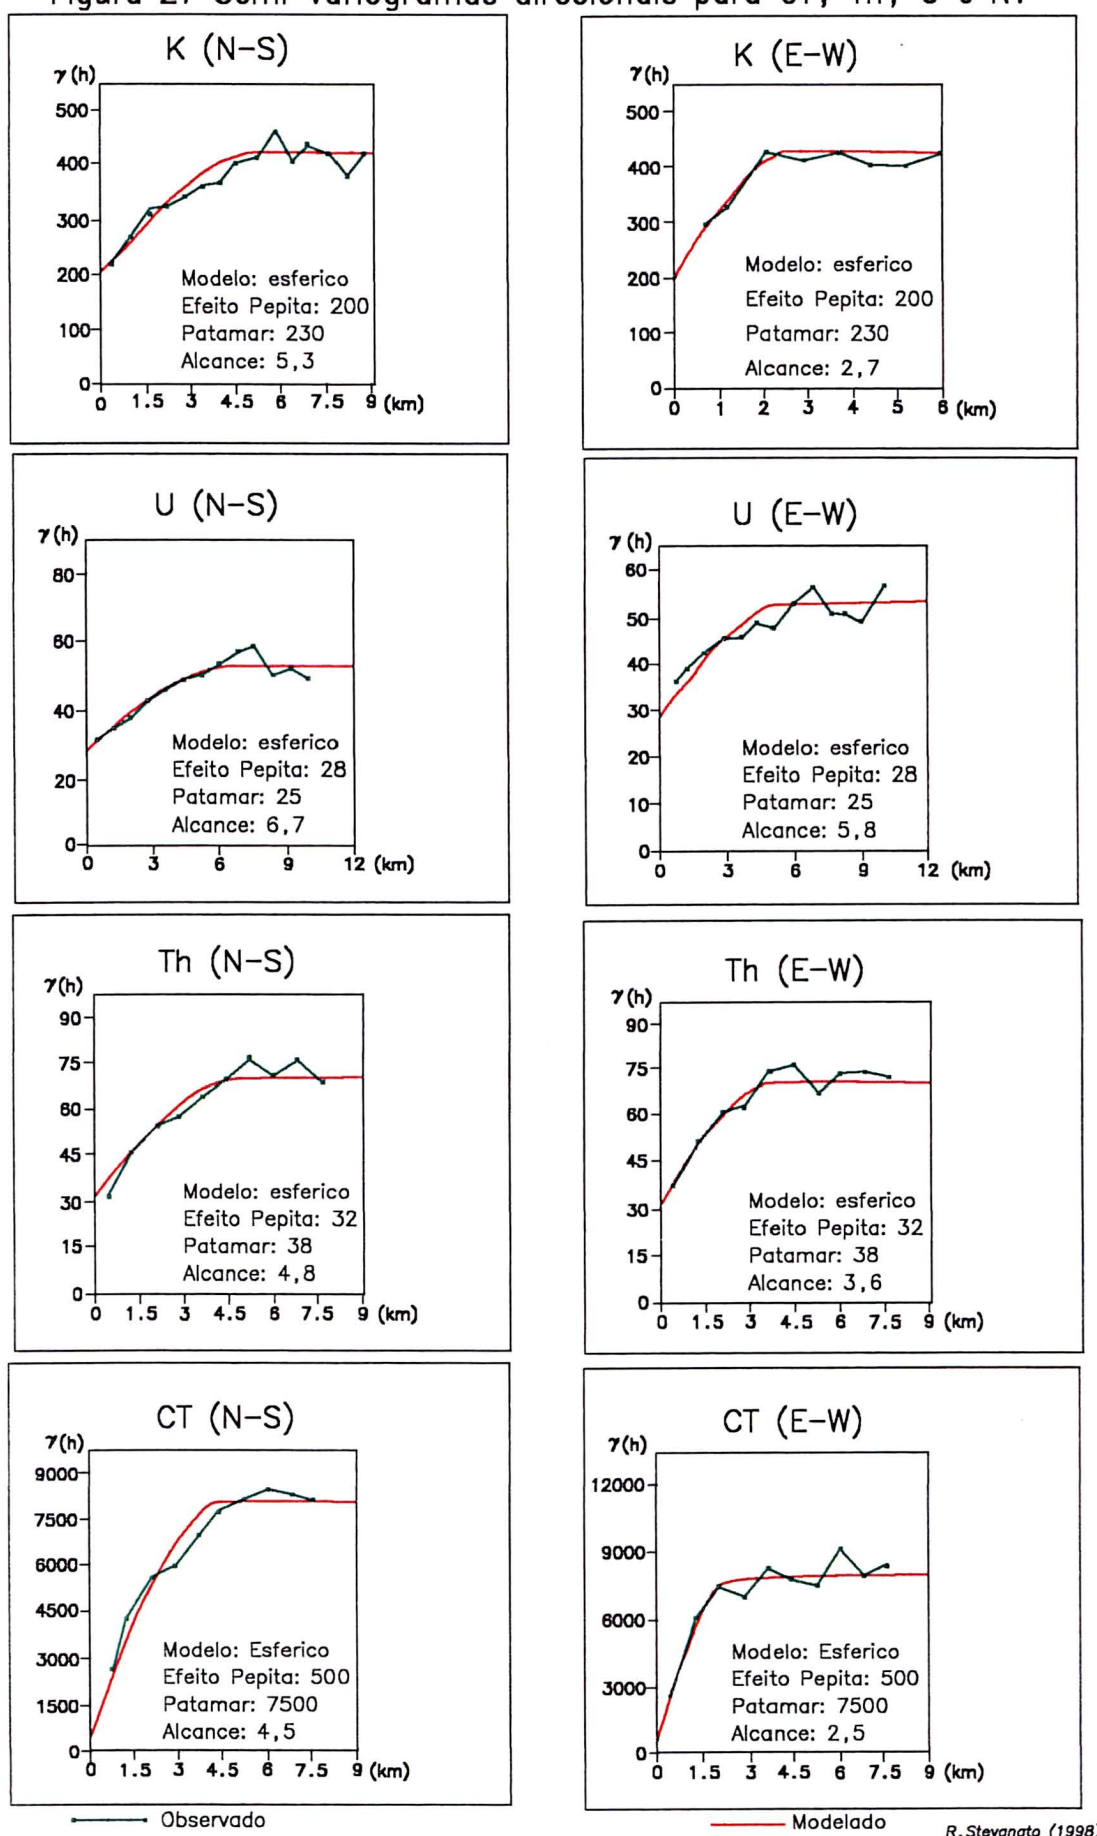 K (N-S)
γ(h)
500
400
300
200
100
0
Modelo: esferico
Efeito Pepita: 200
Patamar: 230
Alcance: 5,3
0 1.5 3 4.5 6 7.5 9 (km)
K (E-W)
γ(h)
500
400
300
200
100
0
Modelo: esferico
Efeito Pepita: 200
Patamar: 230
Alcance: 2,7
0 1 2 3 4 5 6 (km)
U (N-S)
γ(h)
80
60
40
20
0
Modelo: esferico
Efeito Pepita: 28
Patamar: 25
Alcance: 6,7
0 3 6 9 12 (km)
U (E-W)
γ(h)
60
50
40
30
20
10
0
Modelo: esferico
Efeito Pepita: 28
Patamar: 25
Alcance: 5,8
0 3 6 9 12 (km)
Th (N-S)
γ(h)
90
75
60
45
30
15
0
Modelo: esferico
Efeito Pepita: 32
Patamar: 38
Alcance: 4,8
0 1.5 3 4.5 6 7.5 9 (km)
Th (E-W)
γ(h)
90
75
60
45
30
15
0
Modelo: esferico
Efeito Pepita: 32
Patamar: 38
Alcance: 3,6
0 1.5 3 4.5 6 7.5 9 (km)
CT (N-S)
γ(h)
9000
7500
6000
4500
3000
1500
0
Modelo: Esferico
Efeito Pepita: 500
Patamar: 7500
Alcance: 4,5
0 1.5 3 4.5 6 7.5 9 (km)
CT (E-W)
γ(h)
12000
9000
6000
3000
0
Modelo: Esferico
Efeito Pepita: 500
Patamar: 7500
Alcance: 2,5
0 1.5 3 4.5 6 7.5 9 (km)
Observado
Modelado
R.Stevanato (1998)